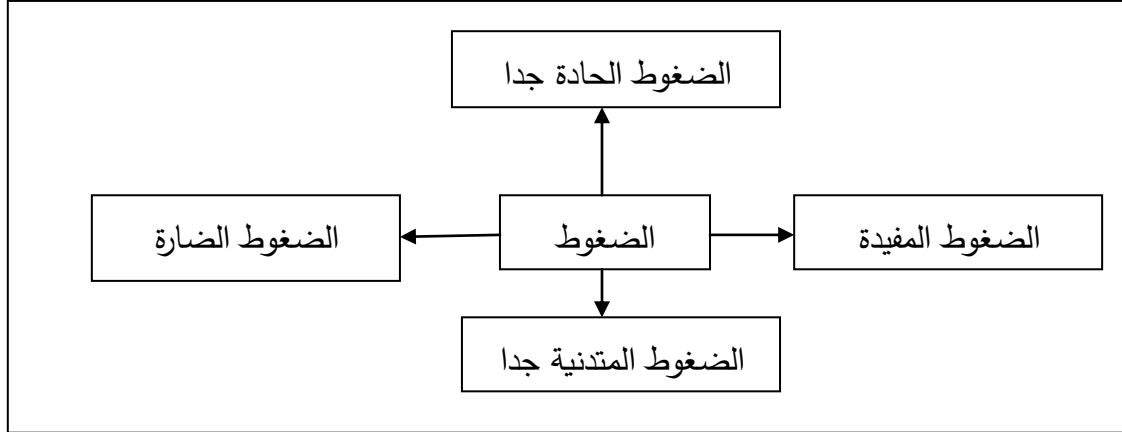 الضغوط الحادة جدا
الضغوط المفيدة
الضغوط
الضغوط الضارة
الضغوط المتدنية جدا